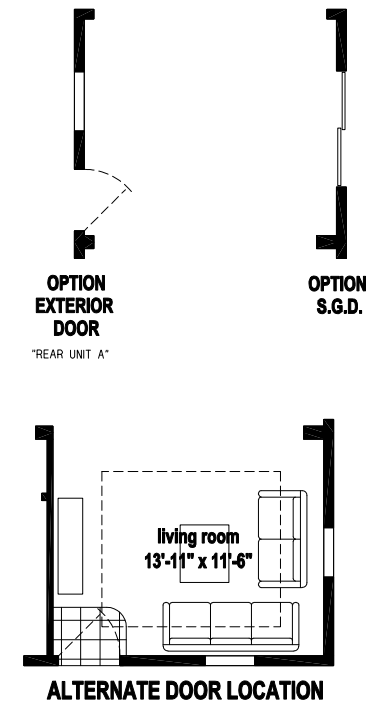 OPTION
EXTERIOR
DOOR
"REAR UNIT A"
OPTION
S.G.D.
living room
13'-11" x 11'-6"
ALTERNATE DOOR LOCATION